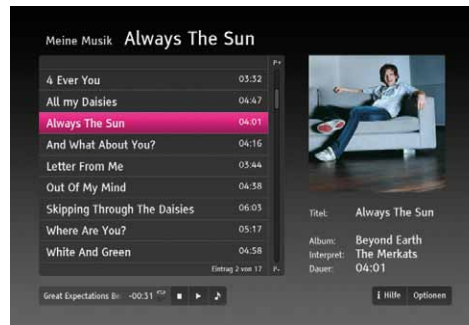 Meine Musik Always The Sun
P+
4 Ever You 03:32
All my Daisies 04:47
Always The Sun 04:01
And What About You? 04:16
Letter From Me 03:44
Out Of My Mind 04:38
Skipping Through The Daisies 06:03
Where Are You? 05:17
White And Green 04:58
Eintrag 2 von 17 P-
Titel: Always The Sun
Album: Beyond Earth
Interpret: The Merkats
Dauer: 04:01
Great Expectations -00:31
i Hilfe Optionen